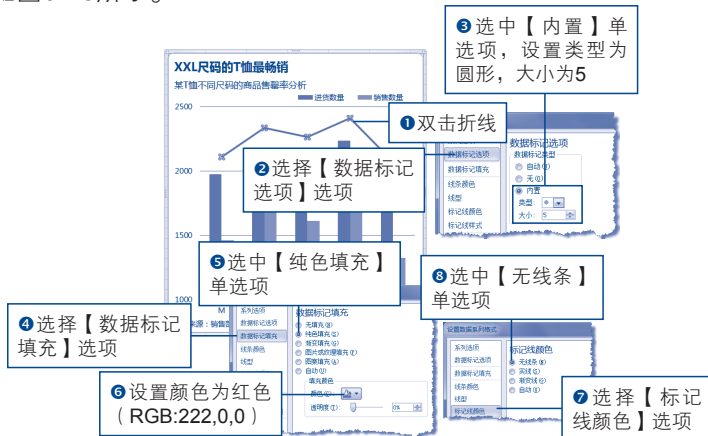 ❸选中【内置】单
选项，设置类型为
圆形，大小为5
XXL尺码的T恤最畅销
某T恤不同尺码的商品售罄率分析
进货数量 销售数量
2500
❶双击折线
数据标记选项
数据标记填充
线条颜色
线型
标记线颜色
标记线样式
数据标记选项
数据标记类型
自动(U)
无(O)
内置
类型:
大小: 5
❷选择【数据标记
选项】选项
2000
1500
❺选中【纯色填充】
单选项
❽选中【无线条】
单选项
1000
M
来源：销售部
❹选择【数据标记
填充】选项
系列选项
数据标记选项
数据标记填充
线条颜色
线型
数据标记填充
无填充(N)
纯色填充(S)
渐变填充(G)
图片或纹理填充(P)
图案填充(A)
自动(U)
填充颜色
颜色(C):
透明度(T): 0%
❻设置颜色为红色
（RGB:222,0,0）
设置数据系列格式
系列选项
数据标记选项
数据标记填充
线条颜色
线型
标记线颜色
标记线颜色
无线条(N)
实线(S)
渐变线(G)
自动(U)
❼选择【标记
线颜色】选项